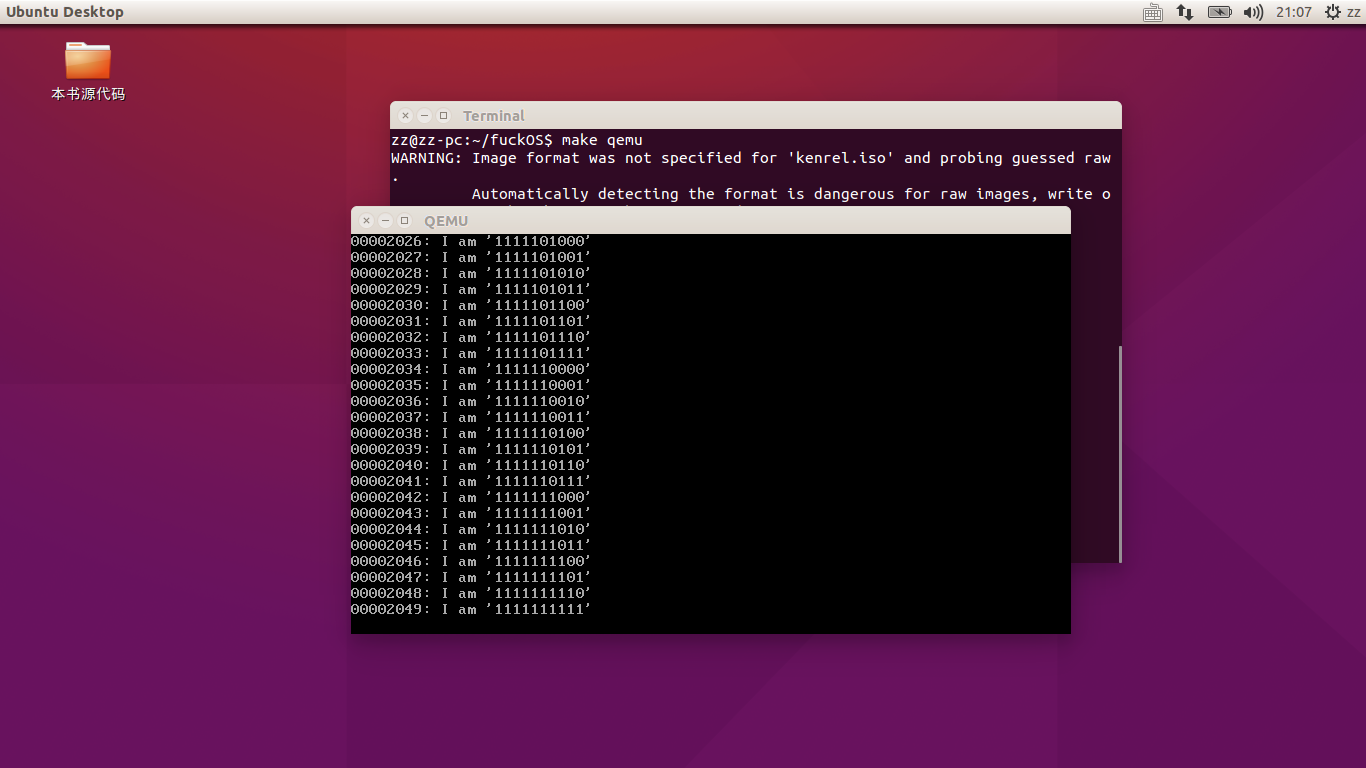 Ubuntu Desktop
21:07
zz
本书源代码
Terminal
zz@zz-pc:~/fuckOS$ make qemu
WARNING: Image format was not specified for 'kenrel.iso' and probing guessed raw
.
Automatically detecting the format is dangerous for raw images, write o
QEMU
00002026: I am '1111101000'
00002027: I am '1111101001'
00002028: I am '1111101010'
00002029: I am '1111101011'
00002030: I am '1111101100'
00002031: I am '1111101101'
00002032: I am '1111101110'
00002033: I am '1111101111'
00002034: I am '1111110000'
00002035: I am '1111110001'
00002036: I am '1111110010'
00002037: I am '1111110011'
00002038: I am '1111110100'
00002039: I am '1111110101'
00002040: I am '1111110110'
00002041: I am '1111110111'
00002042: I am '1111111000'
00002043: I am '1111111001'
00002044: I am '1111111010'
00002045: I am '1111111011'
00002046: I am '1111111100'
00002047: I am '1111111101'
00002048: I am '1111111110'
00002049: I am '1111111111'